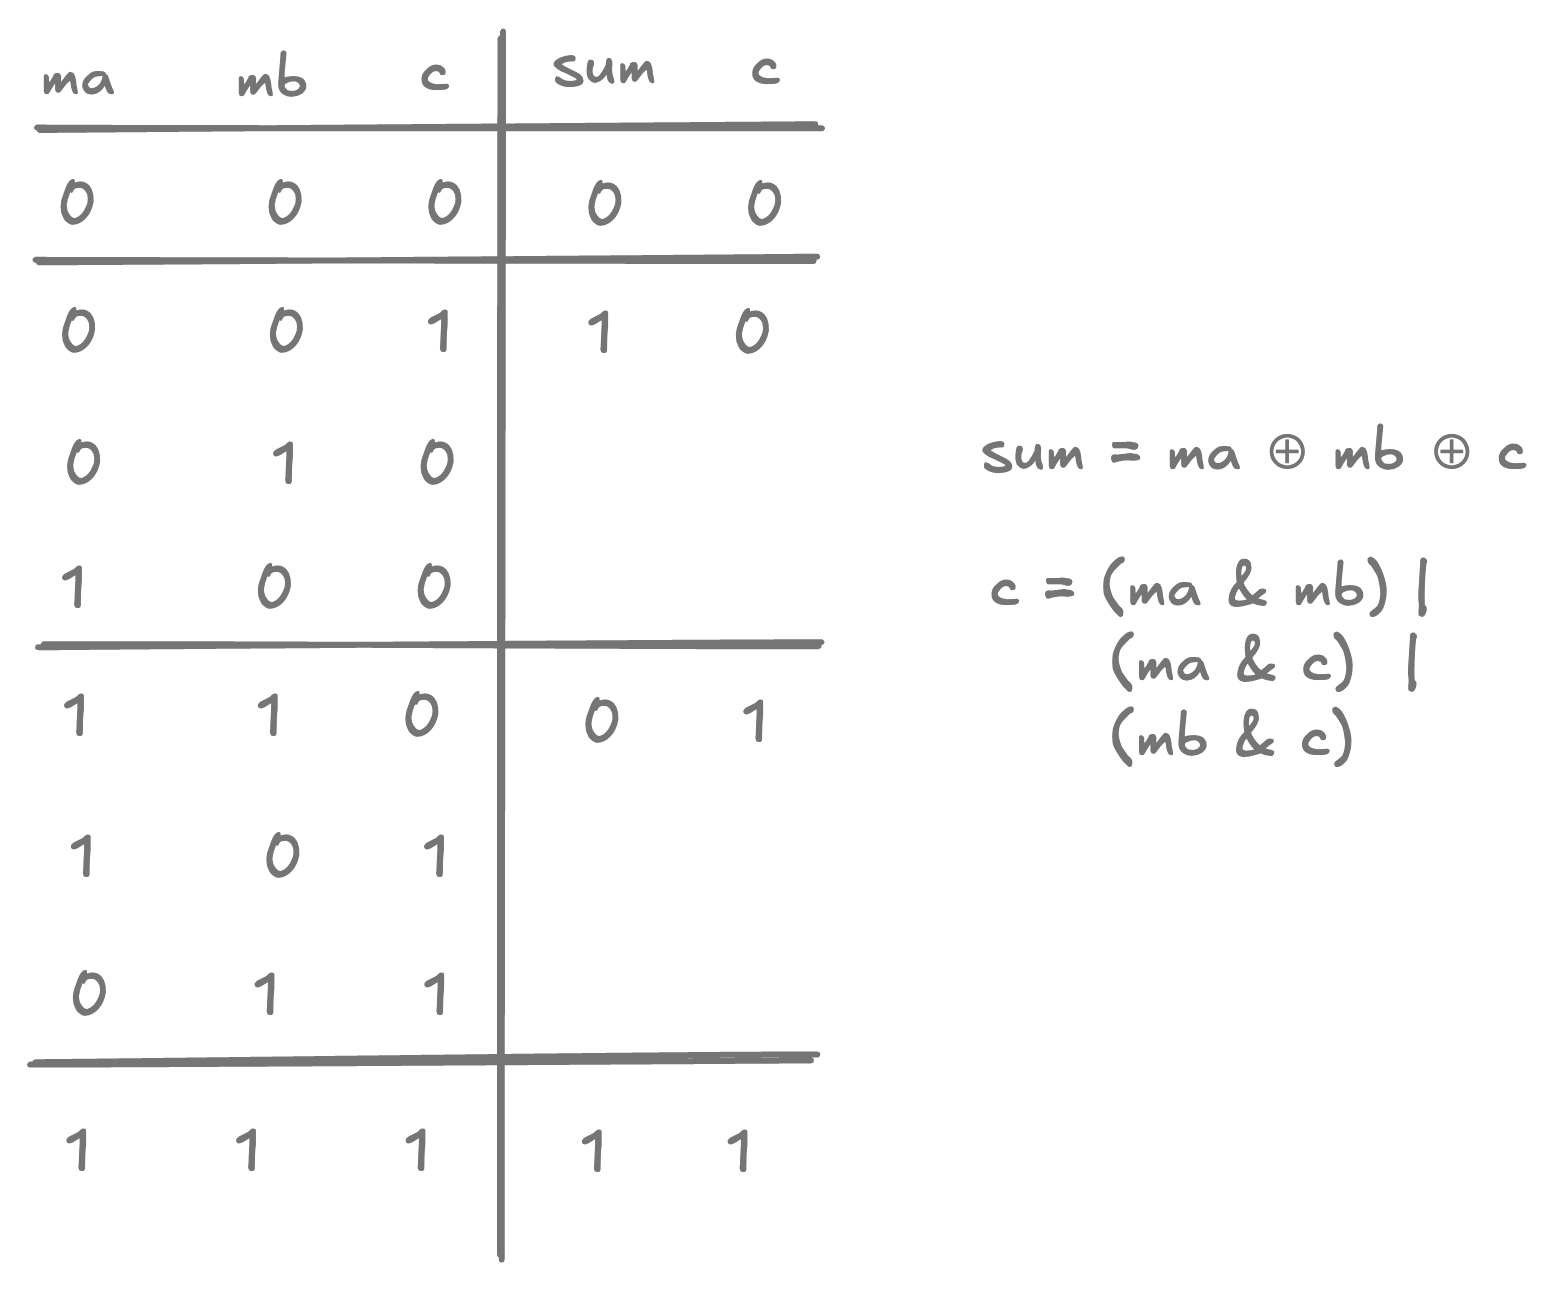 ma mb c sum c
0 0 0 0 0
0 0 1 1 0
0 1 0
1 0 0
1 1 0 0 1
1 0 1
0 1 1
1 1 1 1 1
sum = ma ⊕ mb ⊕ c
c = (ma & mb) |
(ma & c) |
(mb & c)